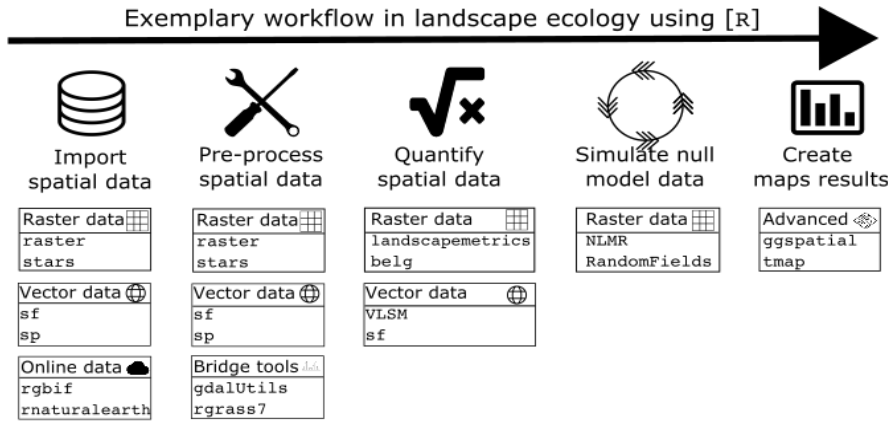 Exemplary workflow in landscape ecology using [R]
Import
spatial data
Pre-process
spatial data
Quantify
spatial data
Simulate null
model data
Create
maps results
Raster data
raster
stars
Vector data
sf
sp
Online data
rgbif
rnaturalearth
Raster data
raster
stars
Vector data
sf
sp
Bridge tools
gdalUtils
rgrass7
Raster data
landscapemetrics
belg
Vector data
VLSM
sf
Raster data
NLMR
RandomFields
Advanced
ggspatial
tmap